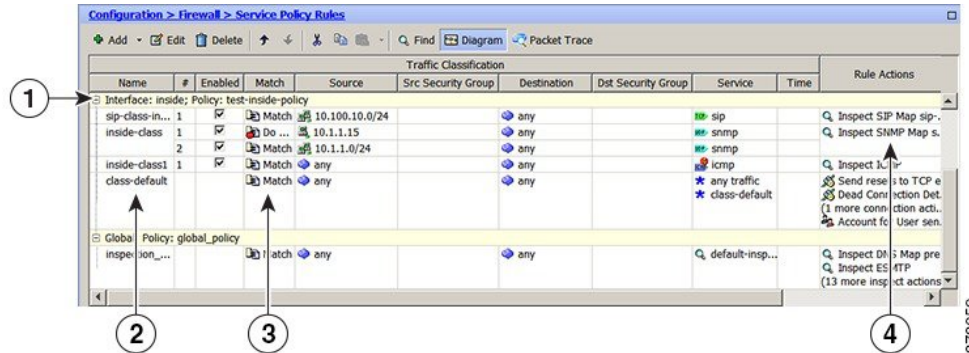 Configuration > Firewall > Service Policy Rules
Add Edit Delete Find Diagram Packet Trace
Traffic Classification
Name # Enabled Match Source Src Security Group Destination Dst Security Group Service Time Rule Actions
1 Interface: inside; Policy: test-inside-policy
sip-class-in... 1 Match 10.100.10.0/24 any sip Inspect SIP Map sip-.
inside-class 1 Do ... 10.1.1.15 any snmp Inspect SNMP Map s.
2 Match 10.1.1.0/24 any snmp
inside-class1 1 Match any any icmp Inspect
class-default Match any any any traffic Send resets to TCP e
class-default Dead Connection Det.
(1 more connection acti..
Account for User sen.
Global Policy: global_policy
inspection_... Match any any default-insp... Inspect DNS Map pre
Inspect ESMTP
(13 more inspect actions
2 3 4